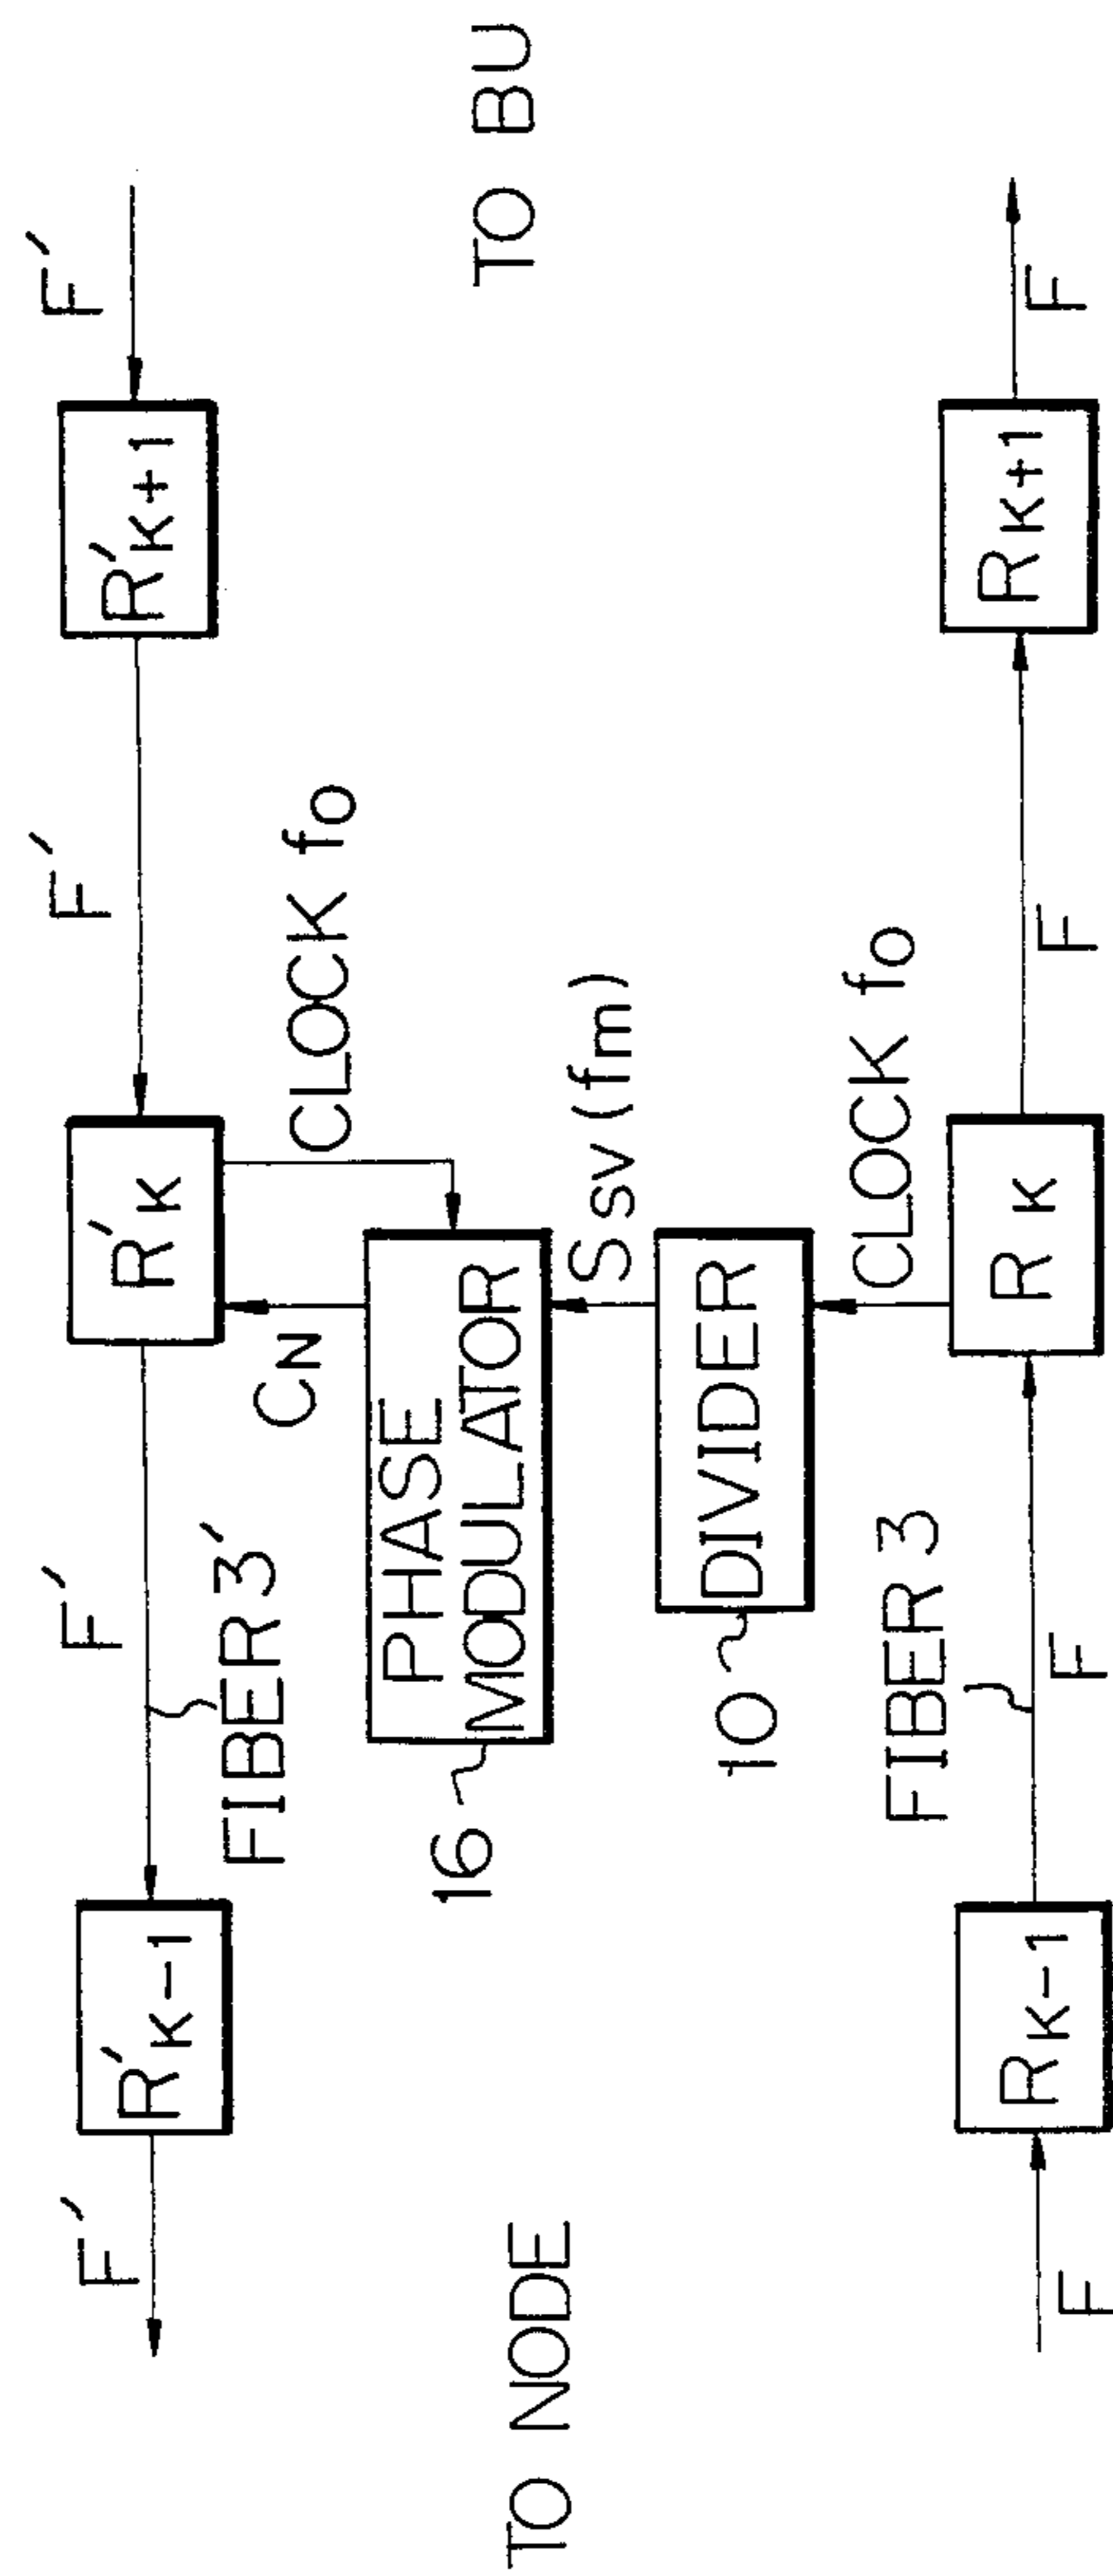 F′
F′
F′
F′
R′K−1
R′K
R′K+1
FIBER 3′
CN
CLOCK fo
16
PHASE
MODULATOR
TO NODE
TO BU
Ssv (fm)
10
DIVIDER
CLOCK fo
FIBER 3
RK−1
R K
RK+1
F
F
F
F